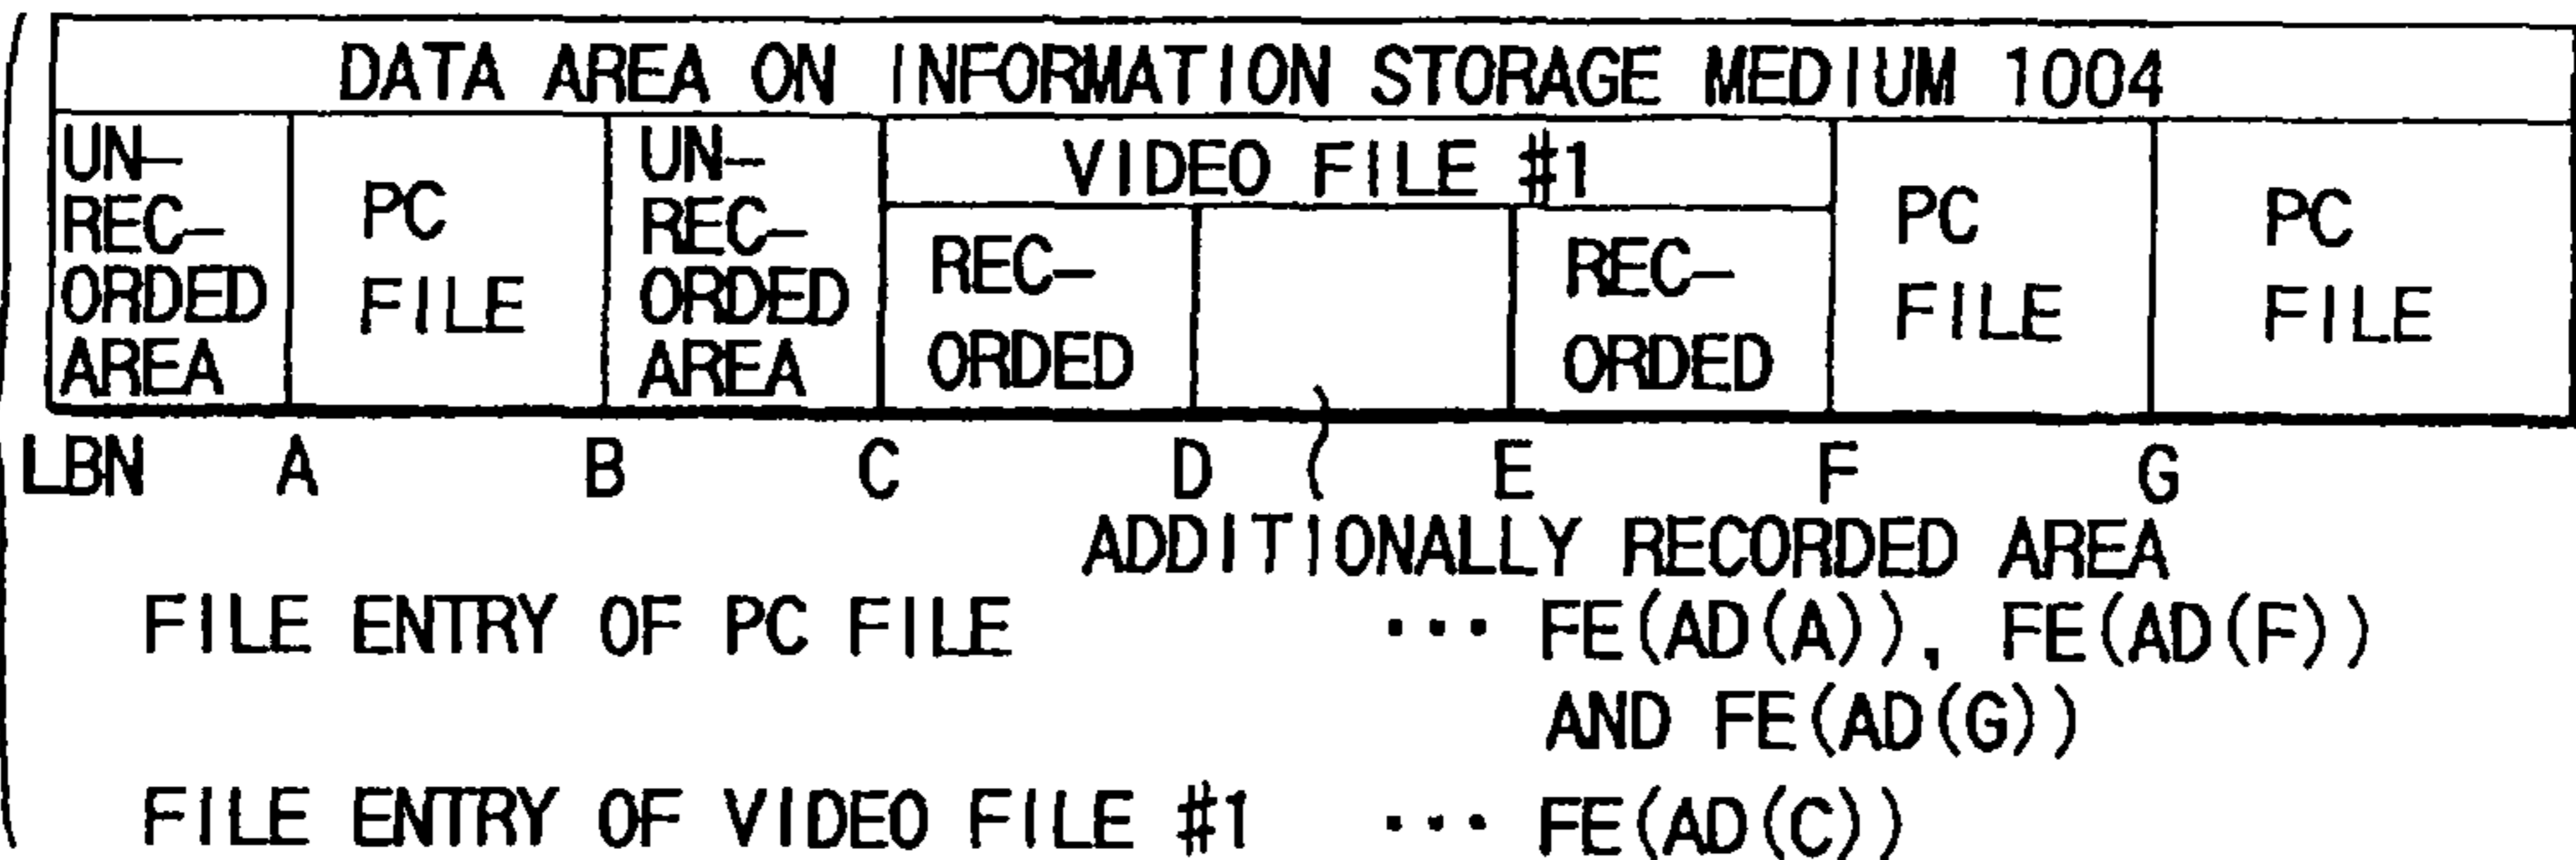 DATA AREA ON INFORMATION STORAGE MEDIUM 1004
UN-
REC-
ORDED
AREA
PC
FILE
UN-
REC-
ORDED
AREA
VIDEO FILE #1
REC-
ORDED
REC-
ORDED
PC
FILE
PC
FILE
LBN A B C D E F G
ADDITIONALLY RECORDED AREA
FILE ENTRY OF PC FILE ··· FE(AD(A)), FE(AD(F))
AND FE(AD(G))
FILE ENTRY OF VIDEO FILE #1 ··· FE(AD(C))